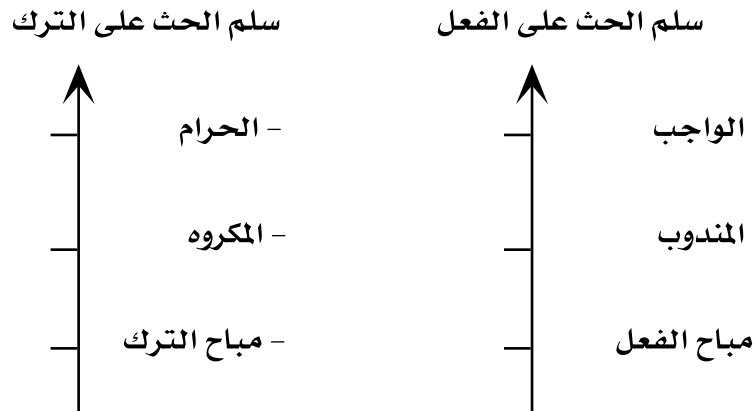 سلم الحث على الفعل
الواجب
المندوب
مباح الفعل
سلم الحث على الترك
– الحرام
– المكروه
– مباح الترك